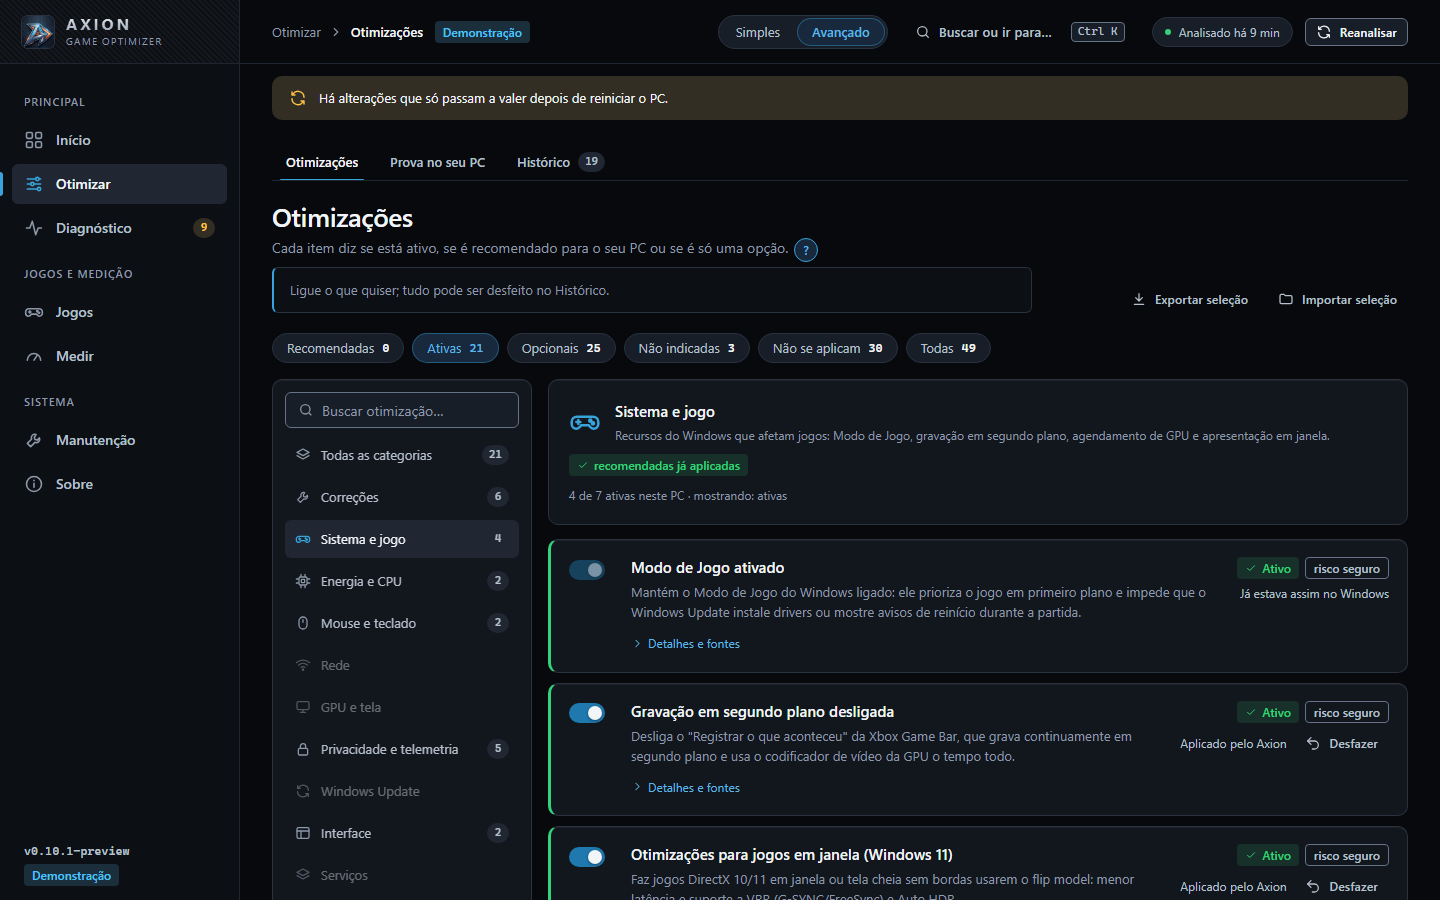 AXION
GAME OPTIMIZER
PRINCIPAL
Início
Otimizar
Diagnóstico 9
JOGOS E MEDIÇÃO
Jogos
Medir
SISTEMA
Manutenção
Sobre
v0.10.1-preview
Demonstração
Otimizar > Otimizações Demonstração
Simples Avançado
Buscar ou ir para... Ctrl K
Analisado há 9 min
Reanalisar
Há alterações que só passam a valer depois de reiniciar o PC.
Otimizações Prova no seu PC Histórico 19
Otimizações
Cada item diz se está ativo, se é recomendado para o seu PC ou se é só uma opção. ?
Ligue o que quiser; tudo pode ser desfeito no Histórico.
Exportar seleção Importar seleção
Recomendadas 0 Ativas 21 Opcionais 25 Não indicadas 3 Não se aplicam 30 Todas 49
Buscar otimização...
Todas as categorias 21
Correções 6
Sistema e jogo 4
Energia e CPU 2
Mouse e teclado 2
Rede
GPU e tela
Privacidade e telemetria 5
Windows Update
Interface 2
Serviços
Sistema e jogo
Recursos do Windows que afetam jogos: Modo de Jogo, gravação em segundo plano, agendamento de GPU e apresentação em janela.
recomendadas já aplicadas
4 de 7 ativas neste PC · mostrando: ativas
Modo de Jogo ativado
Mantém o Modo de Jogo do Windows ligado: ele prioriza o jogo em primeiro plano e impede que o
Windows Update instale drivers ou mostre avisos de reinício durante a partida.
Detalhes e fontes
Ativo risco seguro
Já estava assim no Windows
Gravação em segundo plano desligada
Desliga o "Registrar o que aconteceu" da Xbox Game Bar, que grava continuamente em
segundo plano e usa o codificador de vídeo da GPU o tempo todo.
Detalhes e fontes
Ativo risco seguro
Aplicado pelo Axion Desfazer
Otimizações para jogos em janela (Windows 11)
Faz jogos DirectX 10/11 em janela ou tela cheia sem bordas usarem o flip model: menor
latência e suporte a VRR (G-SYNC/FreeSync) e Auto HDR.
Ativo risco seguro
Aplicado pelo Axion Desfazer